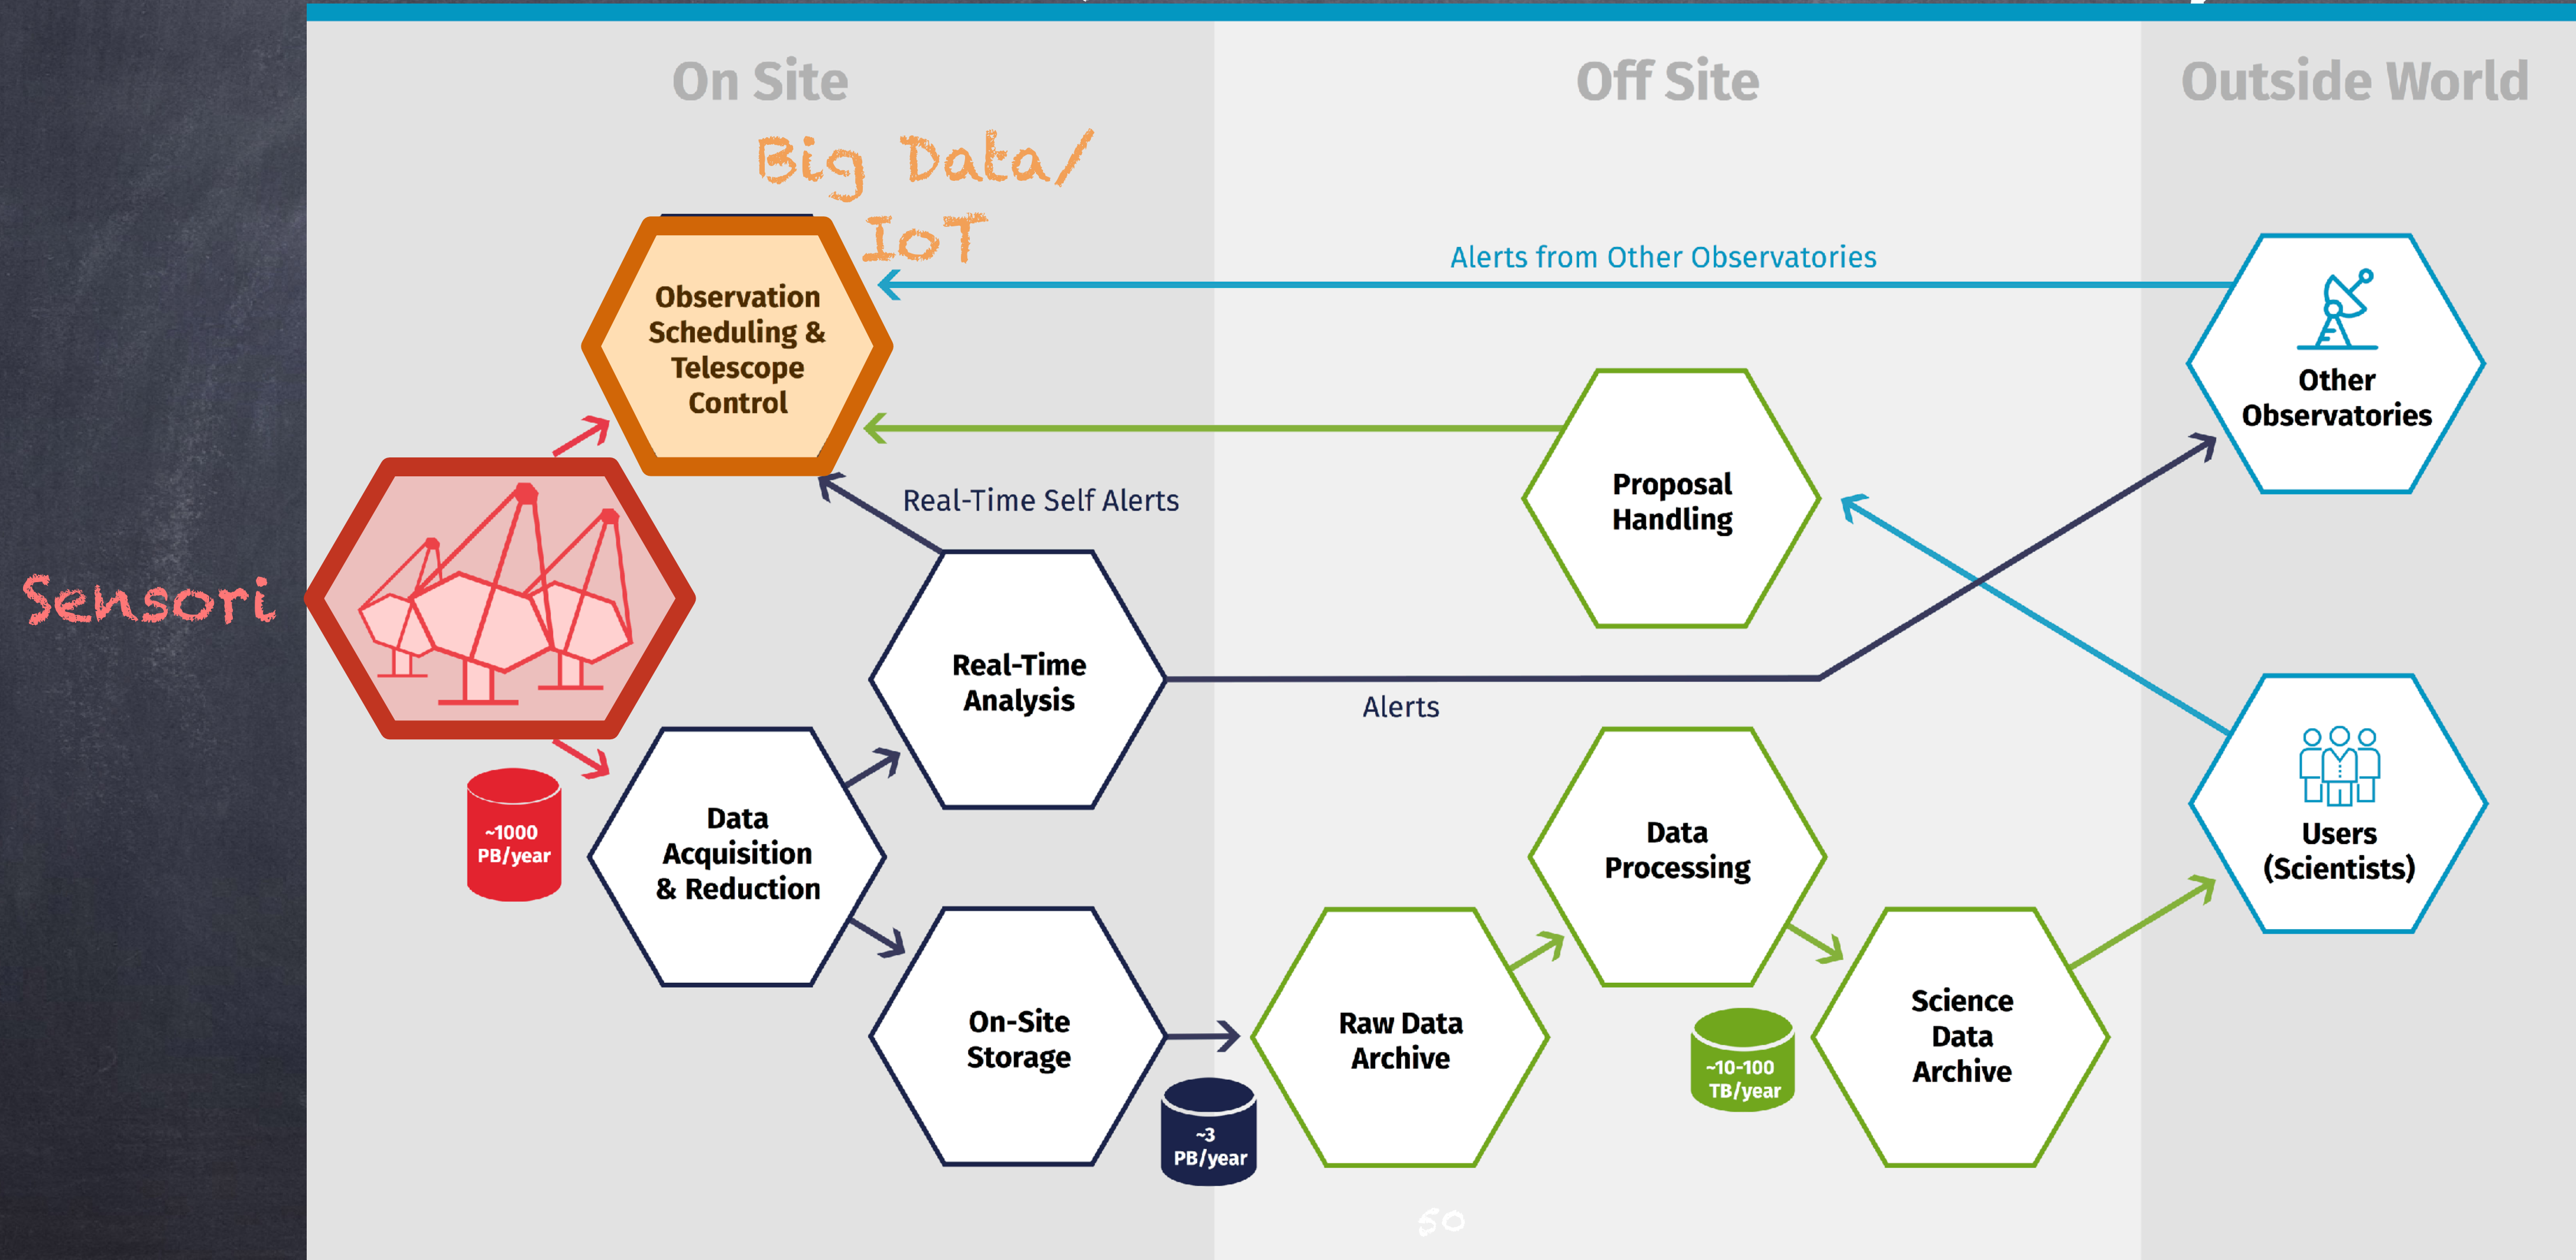 On Site
Off Site
Outside World
Big Data/
IoT
Observation
Scheduling &
Telescope
Control
Alerts from Other Observatories
Other
Observatories
Proposal
Handling
Real-Time Self Alerts
Sensori
Real-Time
Analysis
Alerts
~1000
PB/year
Data
Acquisition
& Reduction
Data
Processing
Users
(Scientists)
On-Site
Storage
~3
PB/year
Raw Data
Archive
~10-100
TB/year
Science
Data
Archive
50